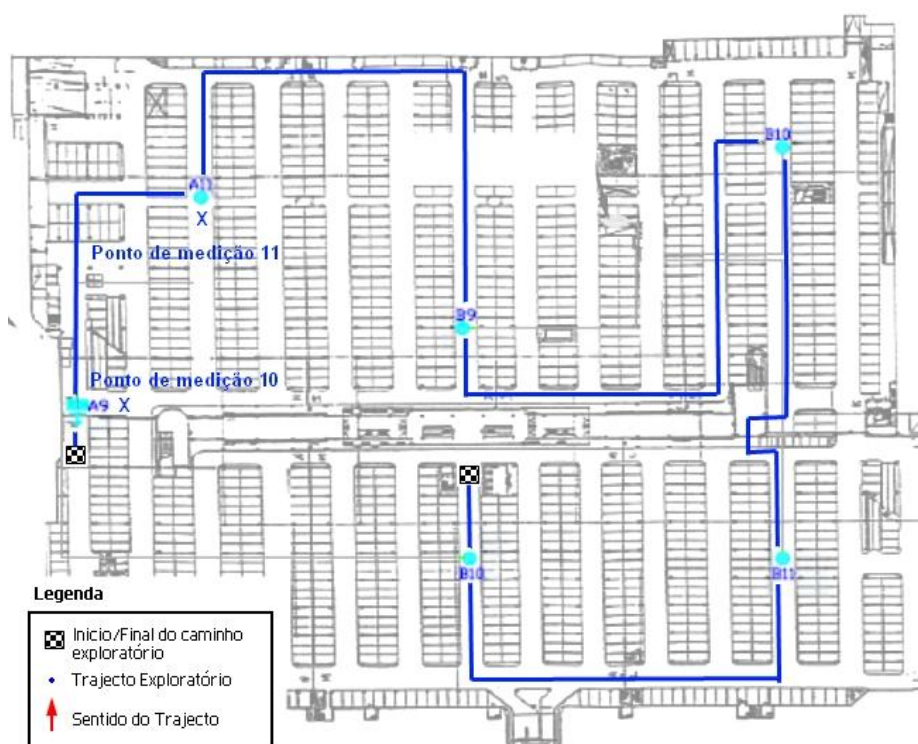 B10
A11
Ponto de medição 11
B9
Ponto de medição 10
A9 X
X
B10
B11
Legenda
Inicio/Final do caminho
exploratório
Trajecto Exploratório
Sentido do Trajecto